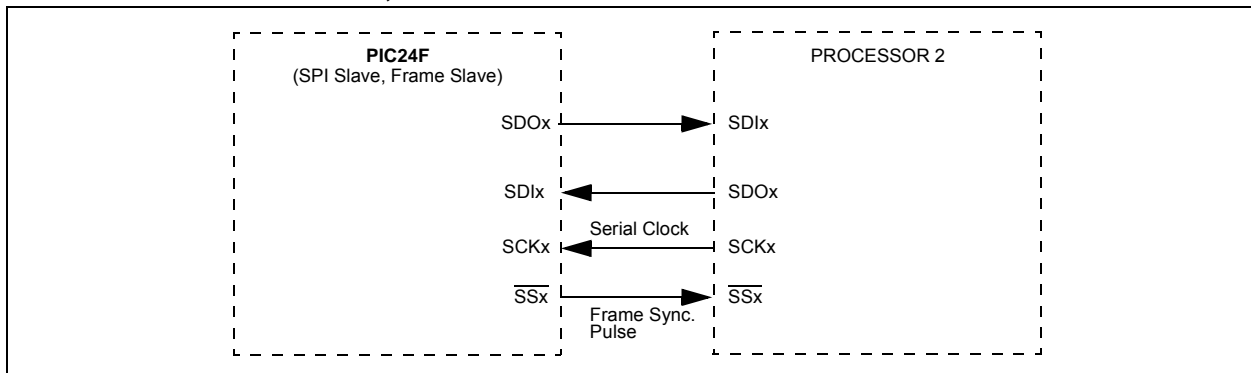 PIC24F
(SPI Slave, Frame Slave)
PROCESSOR 2
SDOx
SDIx
SDIx
SDOx
Serial Clock
SCKx
SCKx
SSx
SSx
Frame Sync.
Pulse